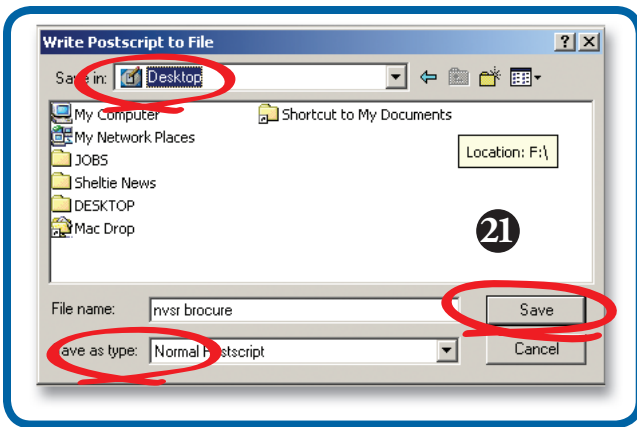 Write Postscript to File
Save in: Desktop
My Computer
Shortcut to My Documents
My Network Places
JOBS
Location: F:\
Sheltie News
DESKTOP
Mac Drop
21
File name: nvsr brocure
Save
Save as type: Normal Postscript
Cancel